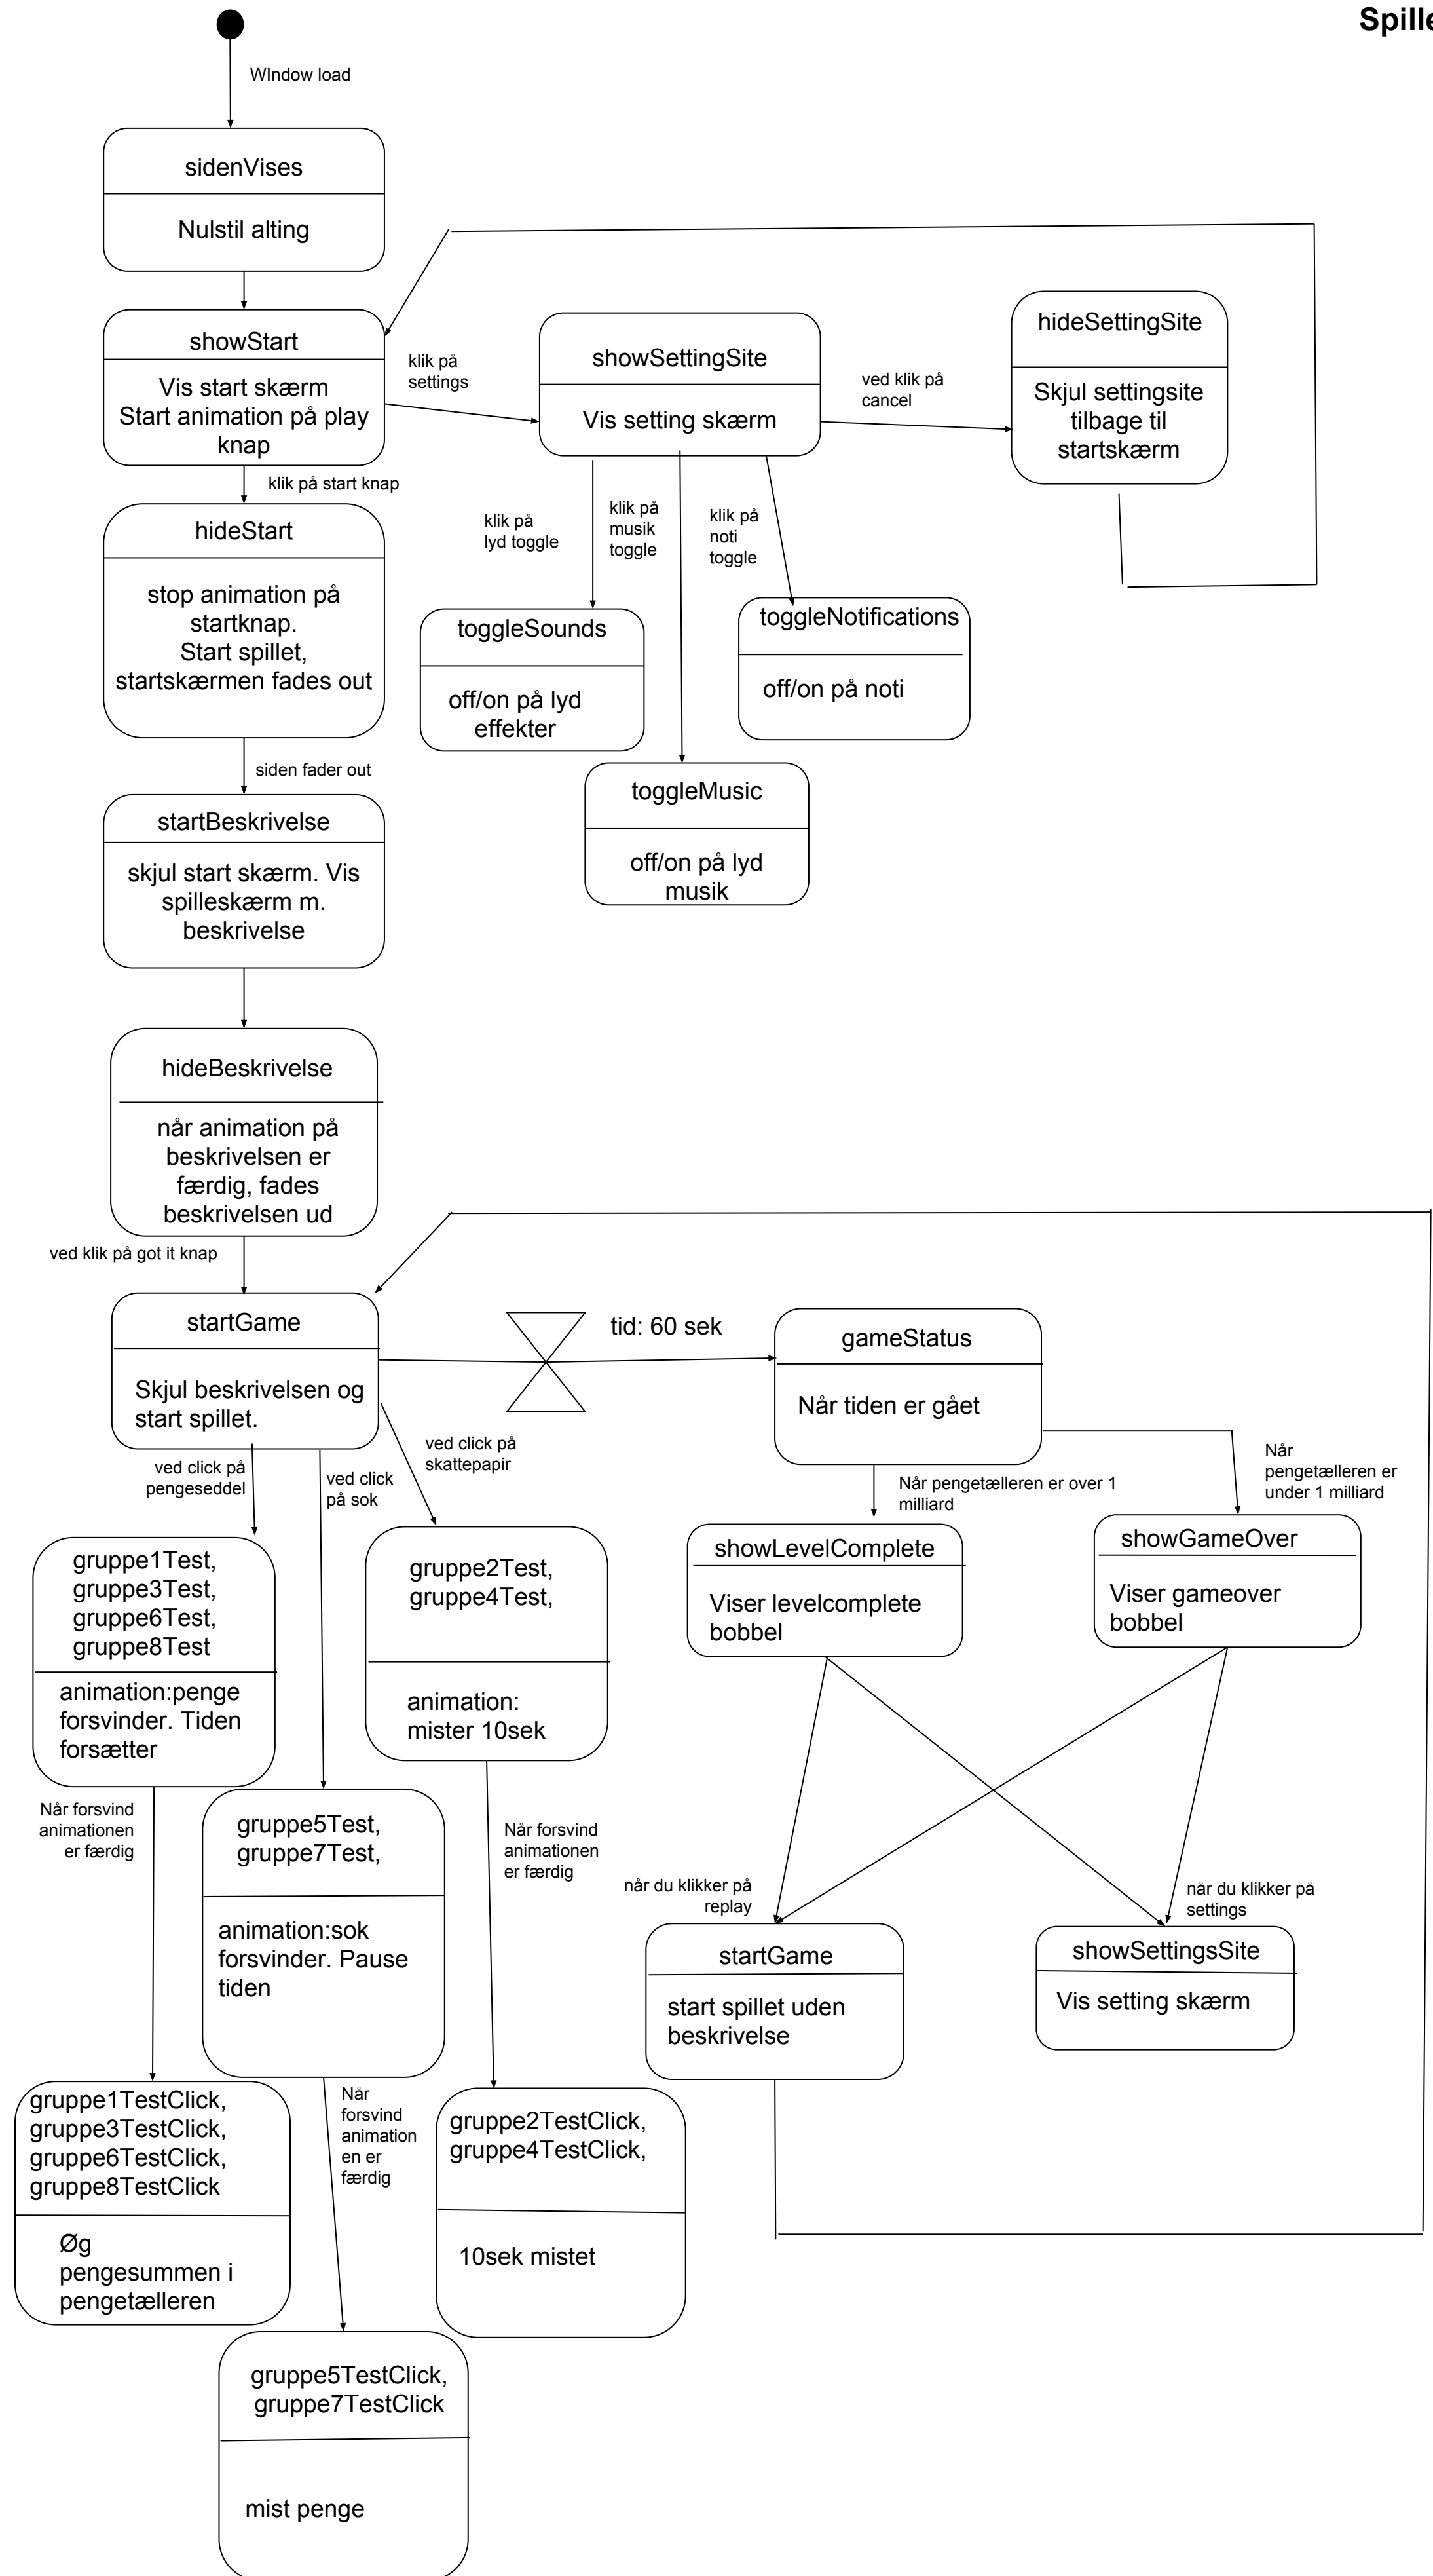 Spille
WIndow load
sidenVises
Nulstil alting
showStart
Vis start skærm
Start animation på play
knap
klik på
settings
showSettingSite
Vis setting skærm
ved klik på
cancel
hideSettingSite
Skjul settingsite
tilbage til
startskærm
klik på start knap
hideStart
stop animation på
startknap.
Start spillet,
startskærmen fades out
klik på
lyd toggle
klik på
musik
toggle
klik på
noti
toggle
toggleSounds
off/on på lyd
effekter
toggleNotifications
off/on på noti
toggleMusic
off/on på lyd
musik
siden fader out
startBeskrivelse
skjul start skærm. Vis
spilleskærm m.
beskrivelse
hideBeskrivelse
når animation på
beskrivelsen er
færdig, fades
beskrivelsen ud
ved klik på got it knap
startGame
Skjul beskrivelsen og
start spillet.
tid: 60 sek
gameStatus
Når tiden er gået
ved click på
pengeseddel
ved click
på sok
ved click på
skattepapir
Når pengetælleren er over 1
milliard
Når
pengetælleren er
under 1 milliard
gruppe1Test,
gruppe3Test,
gruppe6Test,
gruppe8Test
animation:penge
forsvinder. Tiden
forsætter
gruppe2Test,
gruppe4Test,
animation:
mister 10sek
showLevelComplete
Viser levelcomplete
bobbel
showGameOver
Viser gameover
bobbel
Når forsvind
animationen
er færdig
gruppe5Test,
gruppe7Test,
animation:sok
forsvinder. Pause
tiden
Når forsvind
animationen
er færdig
når du klikker på
replay
når du klikker på
settings
startGame
start spillet uden
beskrivelse
showSettingsSite
Vis setting skærm
gruppe1TestClick,
gruppe3TestClick,
gruppe6TestClick,
gruppe8TestClick
Øg
pengesummen i
pengetælleren
Når
forsvind
animation
en er
færdig
gruppe2TestClick,
gruppe4TestClick,
10sek mistet
gruppe5TestClick,
gruppe7TestClick
mist penge